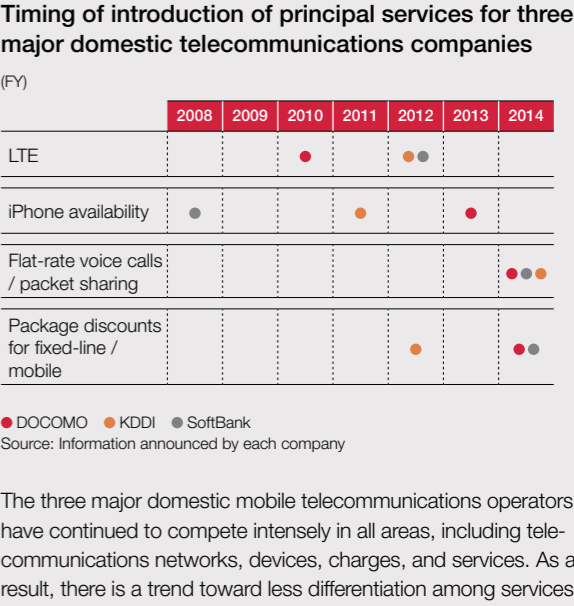 Timing of introduction of principal services for three
major domestic telecommunications companies
(FY)
2008 2009 2010 2011 2012 2013 2014
LTE
iPhone availability
Flat-rate voice calls
/ packet sharing
Package discounts
for fixed-line /
mobile
DOCOMO KDDI SoftBank
Source: Information announced by each company
The three major domestic mobile telecommunications operators
have continued to compete intensely in all areas, including tele-
communications networks, devices, charges, and services. As a
result, there is a trend toward less differentiation among services